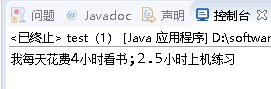 问题 @ Javadoc 声明 控制台
<已终止> test（1） [Java 应用程序] D:\software
我每天花费4小时看书;2.5小时上机练习